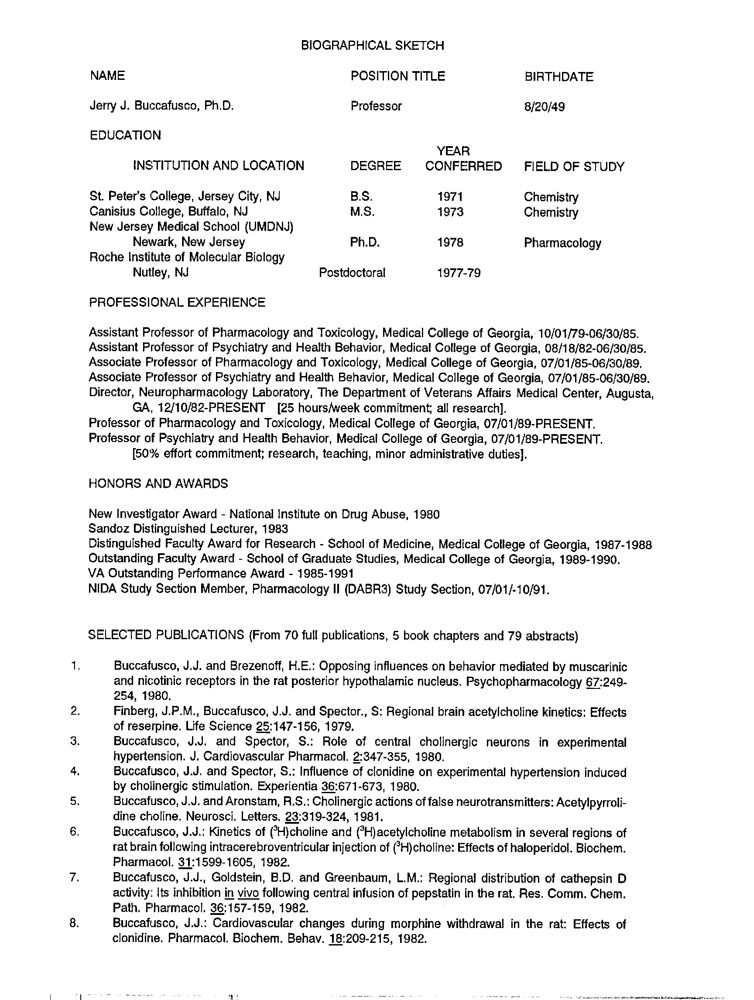 BIOGRAPHICAL SKETCH
NAME POSITION TITLE BIRTHDATE
Jerry J. Buccafusco, Ph.D. Professor 8/20/49
EDUCATION
YEAR
INSTITUTION AND LOCATION DEGREE CONFERRED FIELD OF STUDY
St. Peter's College, Jersey City, NJ B.S. 1971 Chemistry
Canisius College, Buffalo, NJ M.S. 1973 Chemistry
New Jersey Medical School (UMDNJ)
Newark, New Jersey Ph.D. 1978 Pharmacology
Roche Institute of Molecular Biology
Nutley, NJ Postdoctoral 1977-79
PROFESSIONAL EXPERIENCE
Assistant Professor of Pharmacology and Toxicology, Medical College of Georgia, 10/01/79-06/30/85.
Assistant Professor of Psychiatry and Health Behavior, Medical College of Georgia, 08/18/82-06/30/85.
Associate Professor of Pharmacology and Toxicology, Medical College of Georgia, 07/01/85-06/30/89.
Associate Professor of Psychiatry and Health Behavior, Medical College of Georgia, 07/01/85-06/30/89.
Director, Neuropharmacology Laboratory, The Department of Veterans Affairs Medical Center, Augusta,
GA, 12/10/82-PRESENT [25 hours/week commitment; all research].
Professor of Pharmacology and Toxicology, Medical College of Georgia, 07/01/89-PRESENT.
Professor of Psychiatry and Health Behavior, Medical College of Georgia, 07/01/89-PRESENT.
[50% effort commitment; research, teaching, minor administrative duties].
HONORS AND AWARDS
New Investigator Award - National Institute on Drug Abuse, 1980
Sandoz Distinguished Lecturer, 1983
Distinguished Faculty Award for Research - School of Medicine, Medical College of Georgia, 1987-1988
Outstanding Faculty Award - School of Graduate Studies, Medical College of Georgia, 1989-1990.
VA Outstanding Performance Award - 1985-1991
NIDA Study Section Member, Pharmacology II (DABR3) Study Section, 07/01/-10/91.
SELECTED PUBLICATIONS (From 70 full publications, 5 book chapters and 79 abstracts)
1. Buccafusco, J.J. and Brezenoff, H.E.: Opposing influences on behavior mediated by muscarinic
and nicotinic receptors in the rat posterior hypothalamic nucleus. Psychopharmacology 67:249-
254, 1980.
2. Finberg, J.P.M., Buccafusco, J.J. and Spector., S: Regional brain acetylcholine kinetics: Effects
of reserpine. Life Science 25:147-156, 1979.
3. Buccafusco, J.J. and Spector, S.: Role of central cholinergic neurons in experimental
hypertension. J. Cardiovascular Pharmacol. 2:347-355, 1980.
4. Buccafusco, J.J. and Spector, S.: Influence of clonidine on experimental hypertension induced
by cholinergic stimulation. Experientia 36:671-673, 1980.
5. Buccafusco, J.J. and Aronstam, R.S.: Cholinergic actions of false neurotransmitters: Acetylpyrroli-
dine choline. Neurosci. Letters. 23:319-324, 1981.
6. Buccafusco, J.J.: Kinetics of (³H)choline and (³H)acetylcholine metabolism in several regions of
rat brain following intracerebroventricular injection of (³H)choline: Effects of haloperidol. Biochem.
Pharmacol. 31:1599-1605, 1982.
7. Buccafusco, J.J., Goldstein, B.D. and Greenbaum, L.M.: Regional distribution of cathepsin D
activity: Its inhibition in vivo following central infusion of pepstatin in the rat. Res. Comm. Chem.
Path. Pharmacol. 36:157-159, 1982.
8. Buccafusco, J.J.: Cardiovascular changes during morphine withdrawal in the rat: Effects of
clonidine. Pharmacol. Biochem. Behav. 18:209-215, 1982.